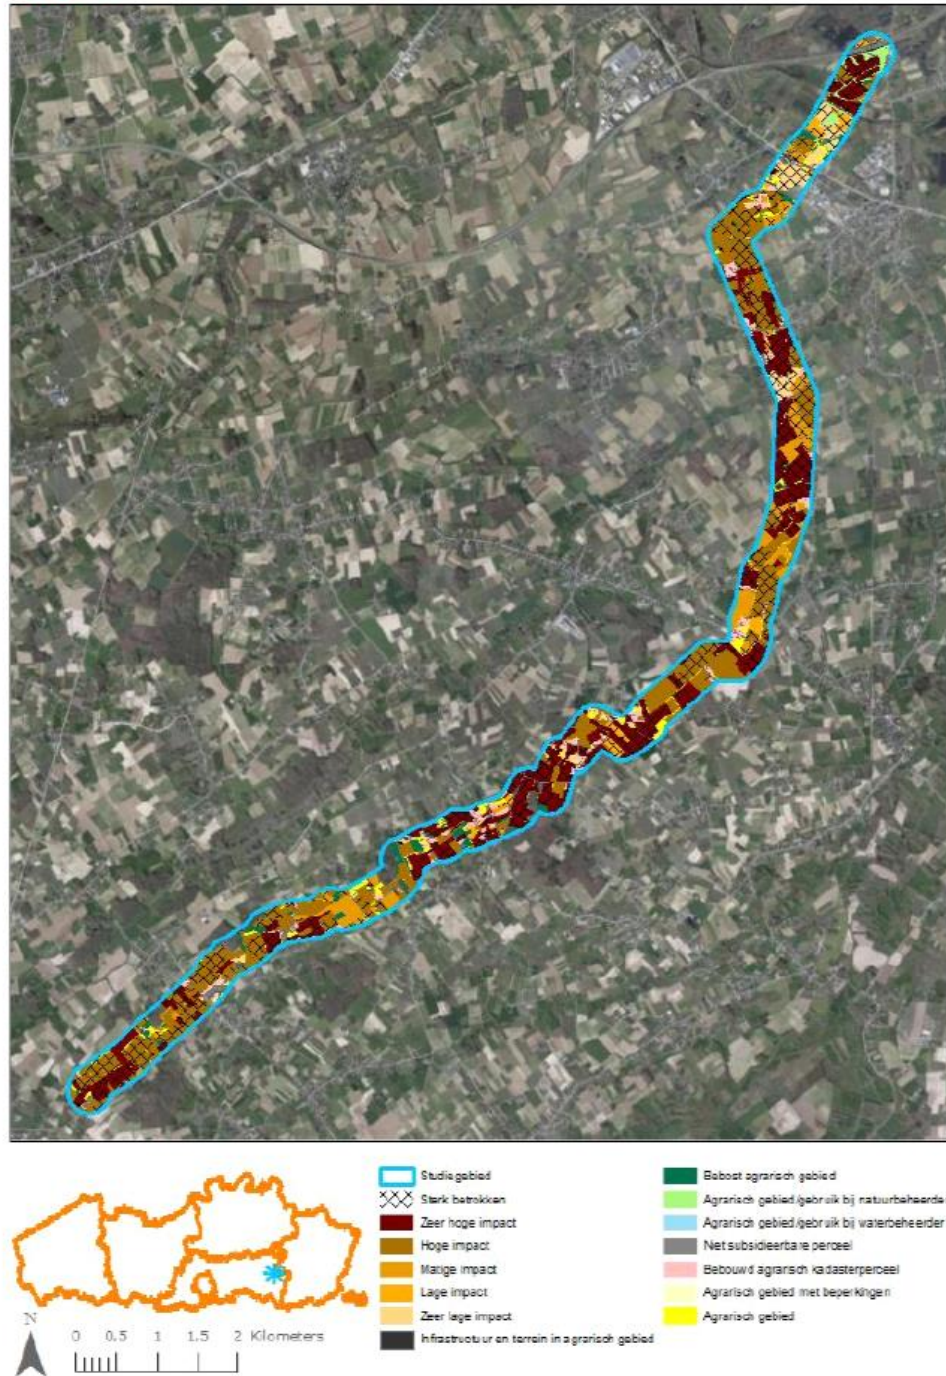 Studiegebied
Sterk betrokken
Zeer hoge impact
Hoge impact
Matige impact
Lage impact
Zeer lage impact
Infrastructuur en terrein in agrarisch gebied
Bebost agrarisch gebied
Agrarisch gebied/gebruik bij natuurbeheerder
Agrarisch gebied/gebruik bij waterbeheerder
Niet subsidieerbare perceel
Bebouwd agrarisch kadasterperceel
Agrarisch gebied met beperkingen
Agrarisch gebied
N
0 0.5 1 1.5 2 Kilometers